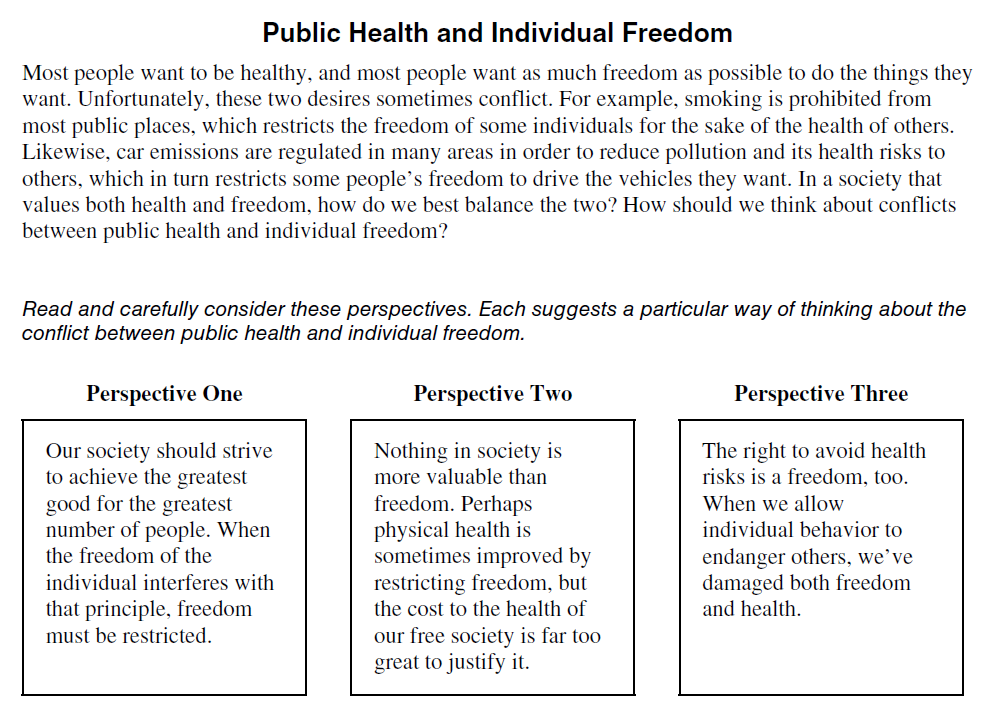 Public Health and Individual Freedom
Most people want to be healthy, and most people want as much freedom as possible to do the things they
want. Unfortunately, these two desires sometimes conflict. For example, smoking is prohibited from
most public places, which restricts the freedom of some individuals for the sake of the health of others.
Likewise, car emissions are regulated in many areas in order to reduce pollution and its health risks to
others, which in turn restricts some people's freedom to drive the vehicles they want. In a society that
values both health and freedom, how do we best balance the two? How should we think about conflicts
between public health and individual freedom?
Read and carefully consider these perspectives. Each suggests a particular way of thinking about the
conflict between public health and individual freedom.
Perspective One
Our society should strive
to achieve the greatest
good for the greatest
number of people. When
the freedom of the
individual interferes with
that principle, freedom
must be restricted.
Perspective Two
Nothing in society is
more valuable than
freedom. Perhaps
physical health is
sometimes improved by
restricting freedom, but
the cost to the health of
our free society is far too
great to justify it.
Perspective Three
The right to avoid health
risks is a freedom, too.
When we allow
individual behavior to
endanger others, we've
damaged both freedom
and health.